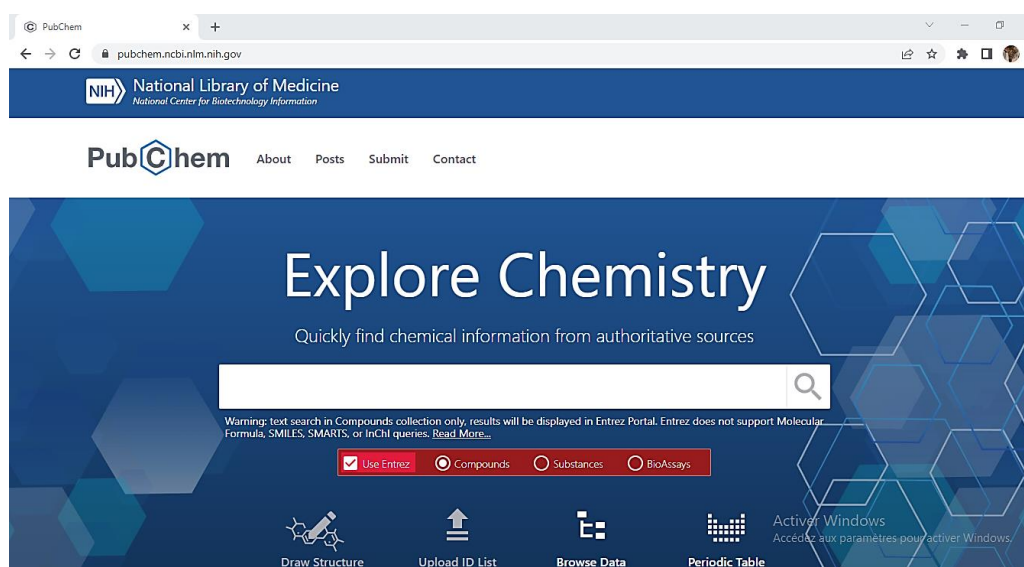 PubChem
pubchem.ncbi.nlm.nih.gov
NIH National Library of Medicine
National Center for Biotechnology Information
PubChem About Posts Submit Contact
Explore Chemistry
Quickly find chemical information from authoritative sources
Warning: text search in Compounds collection only, results will be displayed in Entrez Portal. Entrez does not support Molecular
Formula, SMILES, SMARTS, or InChI queries. Read More...
Use Entrez Compounds Substances BioAssays
Draw Structure Upload ID List Browse Data Periodic Table
Activer Windows
Accédez aux paramètres pour activer Windows.